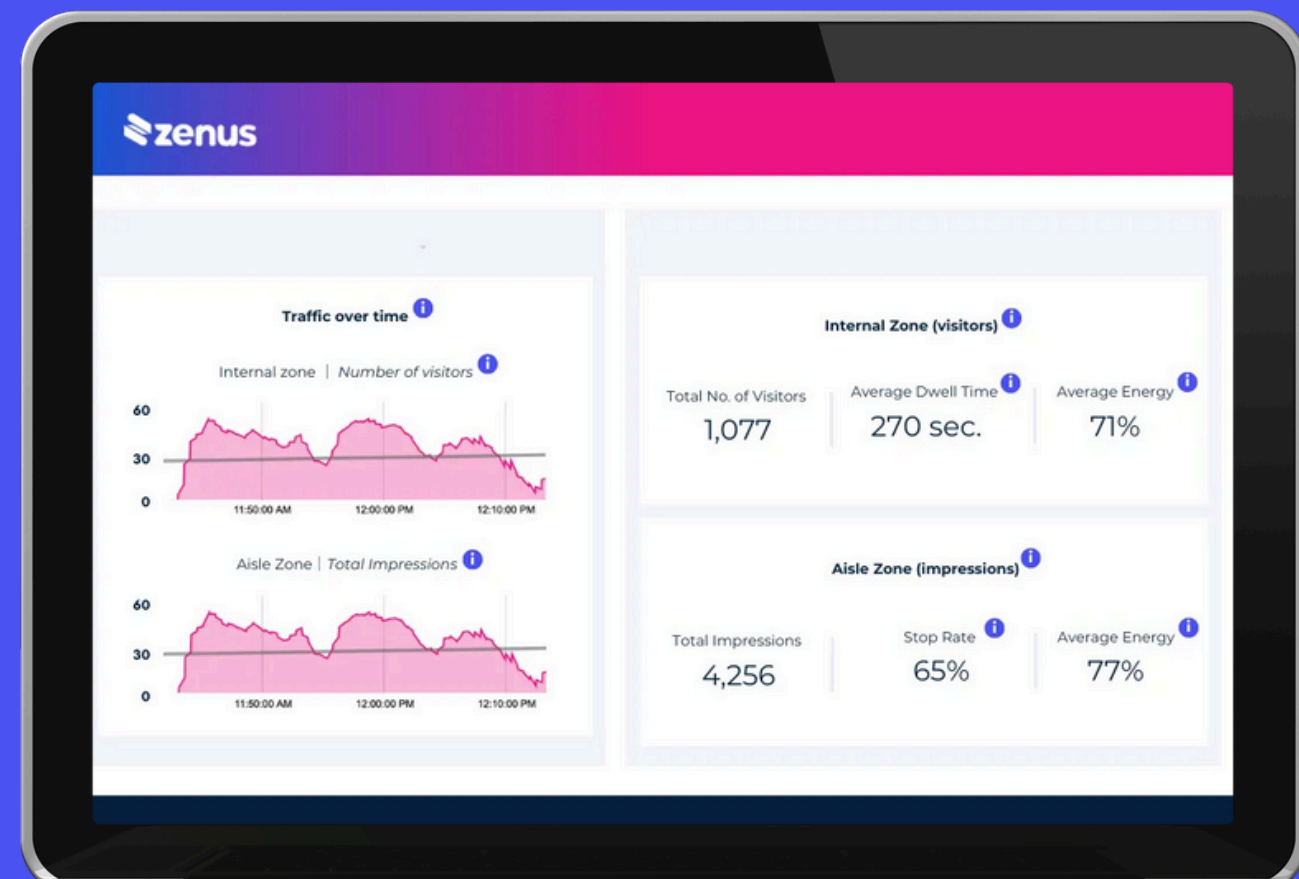 zenus
Traffic over time
Internal zone | Number of visitors
60
30
0
11:50:00 AM 12:00:00 PM 12:10:00 PM
Aisle Zone | Total Impressions
60
30
0
11:50:00 AM 12:00:00 PM 12:10:00 PM
Internal Zone (visitors)
Total No. of Visitors Average Dwell Time Average Energy
1,077 270 sec. 71%
Aisle Zone (impressions)
Total Impressions Stop Rate Average Energy
4,256 65% 77%